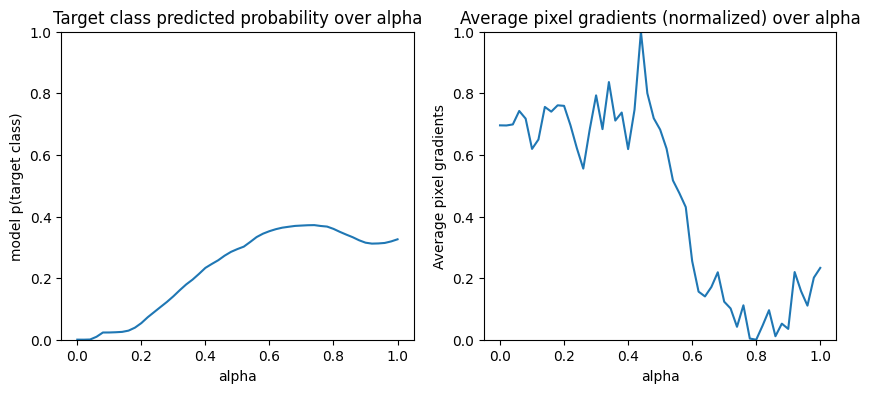 Target class predicted probability over alpha
model p(target class)
1.0
0.8
0.6
0.4
0.2
0.0
0.0 0.2 0.4 0.6 0.8 1.0
alpha
Average pixel gradients (normalized) over alpha
Average pixel gradients
1.0
0.8
0.6
0.4
0.2
0.0
0.0 0.2 0.4 0.6 0.8 1.0
alpha